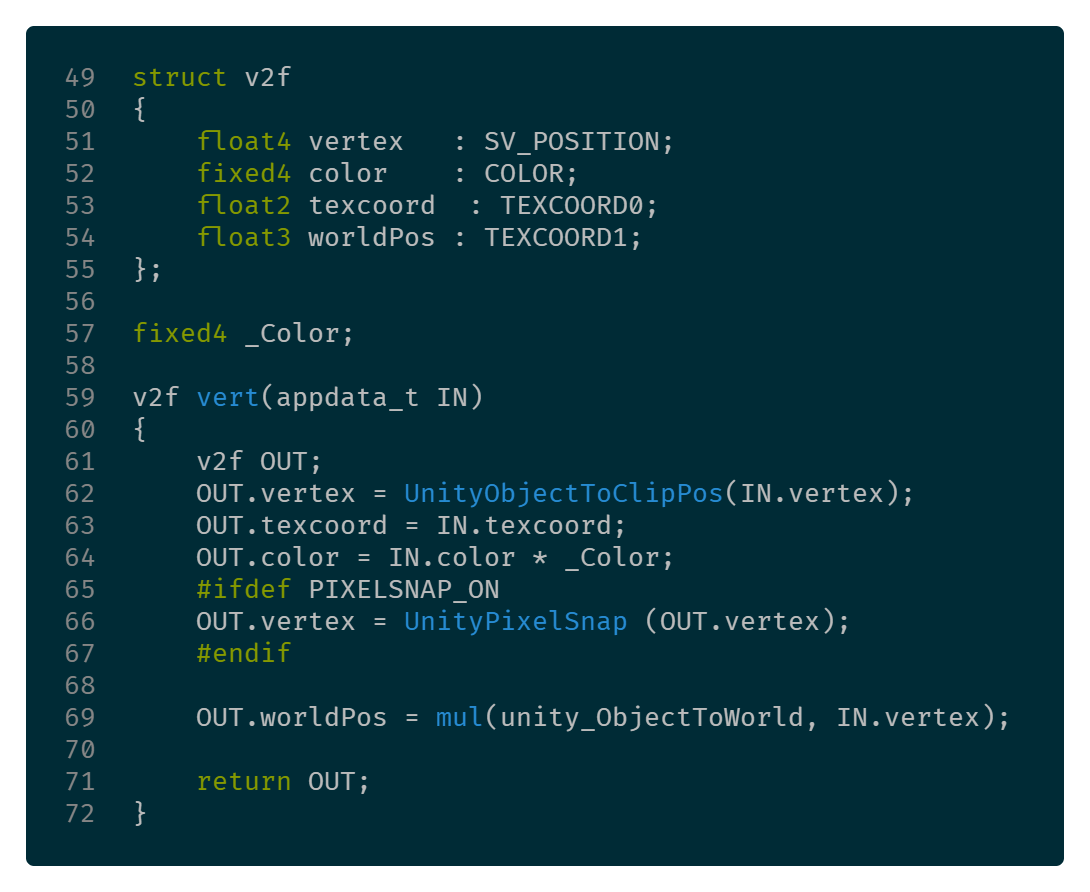 49 struct v2f
50 {
51     float4 vertex   : SV_POSITION;
52     fixed4 color    : COLOR;
53     float2 texcoord  : TEXCOORD0;
54     float3 worldPos : TEXCOORD1;
55 };
56
57 fixed4 _Color;
58
59 v2f vert(appdata_t IN)
60 {
61     v2f OUT;
62     OUT.vertex = UnityObjectToClipPos(IN.vertex);
63     OUT.texcoord = IN.texcoord;
64     OUT.color = IN.color * _Color;
65     #ifdef PIXELSNAP_ON
66     OUT.vertex = UnityPixelSnap (OUT.vertex);
67     #endif
68
69     OUT.worldPos = mul(unity_ObjectToWorld, IN.vertex);
70
71     return OUT;
72 }